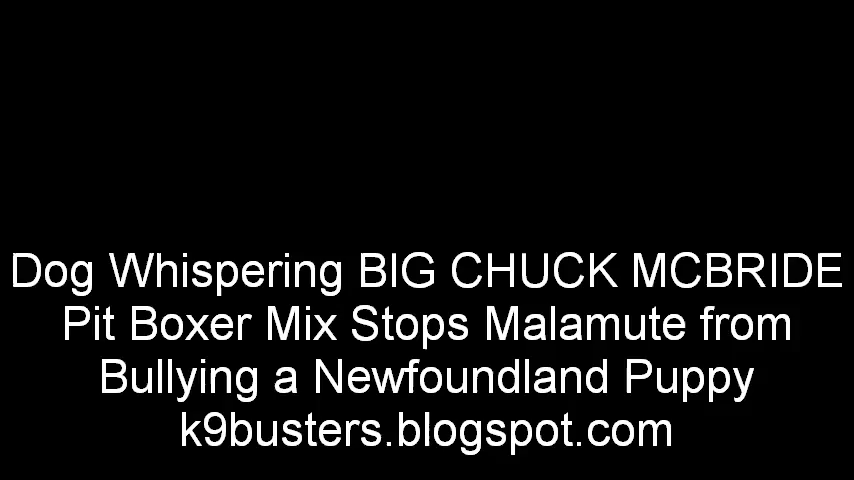 Dog Whispering BIG CHUCK MCBRIDE
Pit Boxer Mix Stops Malamute from
Bullying a Newfoundland Puppy
k9busters.blogspot.com